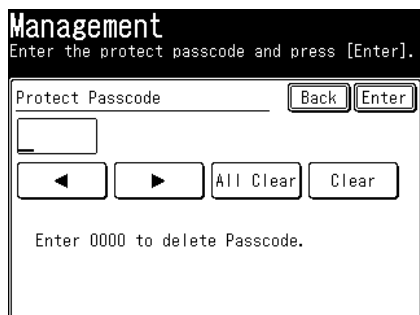 Management
Enter the protect passcode and press [Enter].
Protect Passcode Back Enter
◄ ► All Clear Clear
Enter 0000 to delete Passcode.